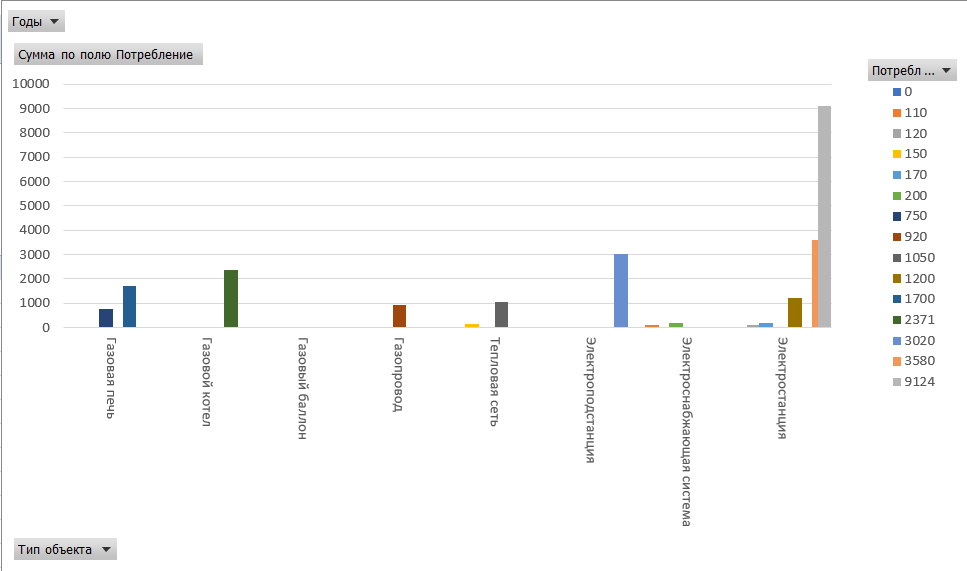 Годы
Сумма по полю Потребление
Потребл ...
10000
9000
8000
7000
6000
5000
4000
3000
2000
1000
0
Газовая печь
Газовой котел
Газовый баллон
Газопровод
Тепловая сеть
Электроподстанция
Электроснабжающая система
Электростанция
0
110
120
150
170
200
750
920
1050
1200
1700
2371
3020
3580
9124
Тип объекта